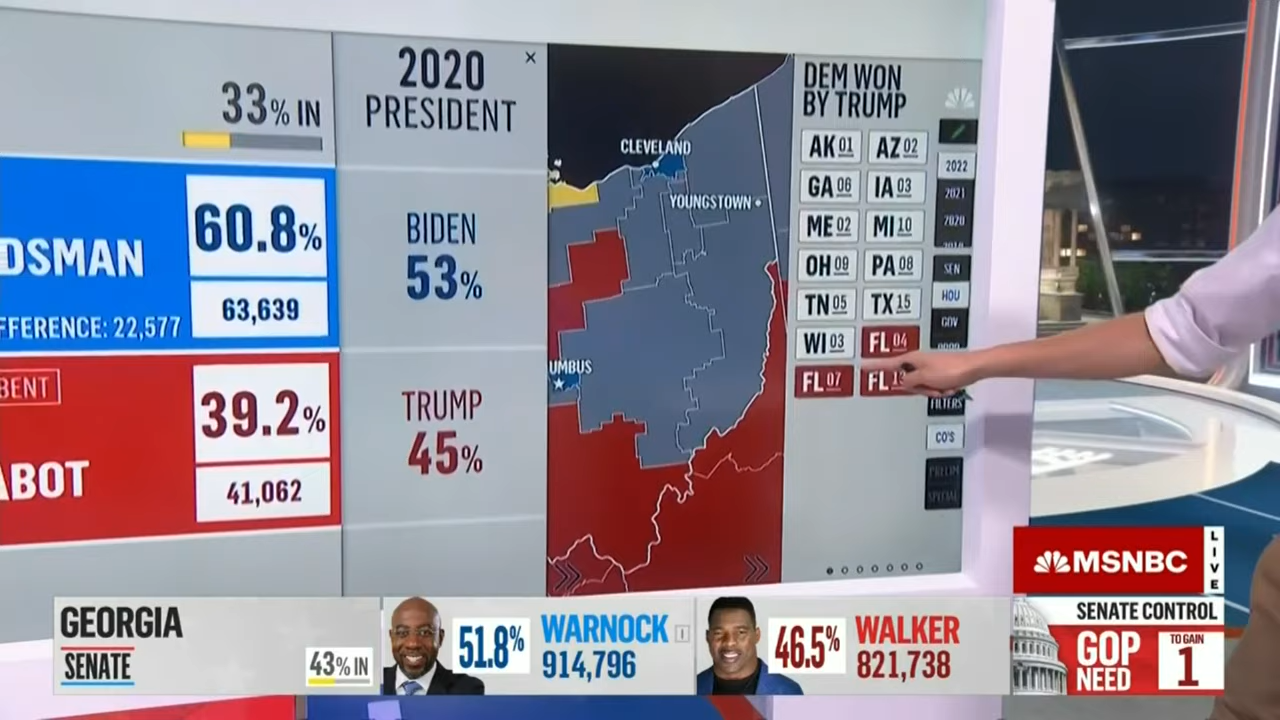 33% IN
DSMAN
60.8%
63,639
FFERENCE: 22,577
BENT
ABOT
39.2%
41,062
2020
PRESIDENT
×
BIDEN
53%
TRUMP
45%
CLEVELAND
YOUNGSTOWN
UMBUS
DEM WON
BY TRUMP
AK 01 AZ 02
GA 06 IA 03
ME 02 MI 10
OH 09 PA 08
TN 05 TX 15
WI 03 FL 04
FL 07 FL
2022
2021
2020
SEN
HOU
GOV
FILTERS
CO'S
PRELIM
SPECIAL
MSNBC
LIVE
SENATE CONTROL
GOP
NEED
TO GAIN
1
GEORGIA
SENATE
43% IN
51.8%
WARNOCK I
914,796
46.5%
WALKER
821,738